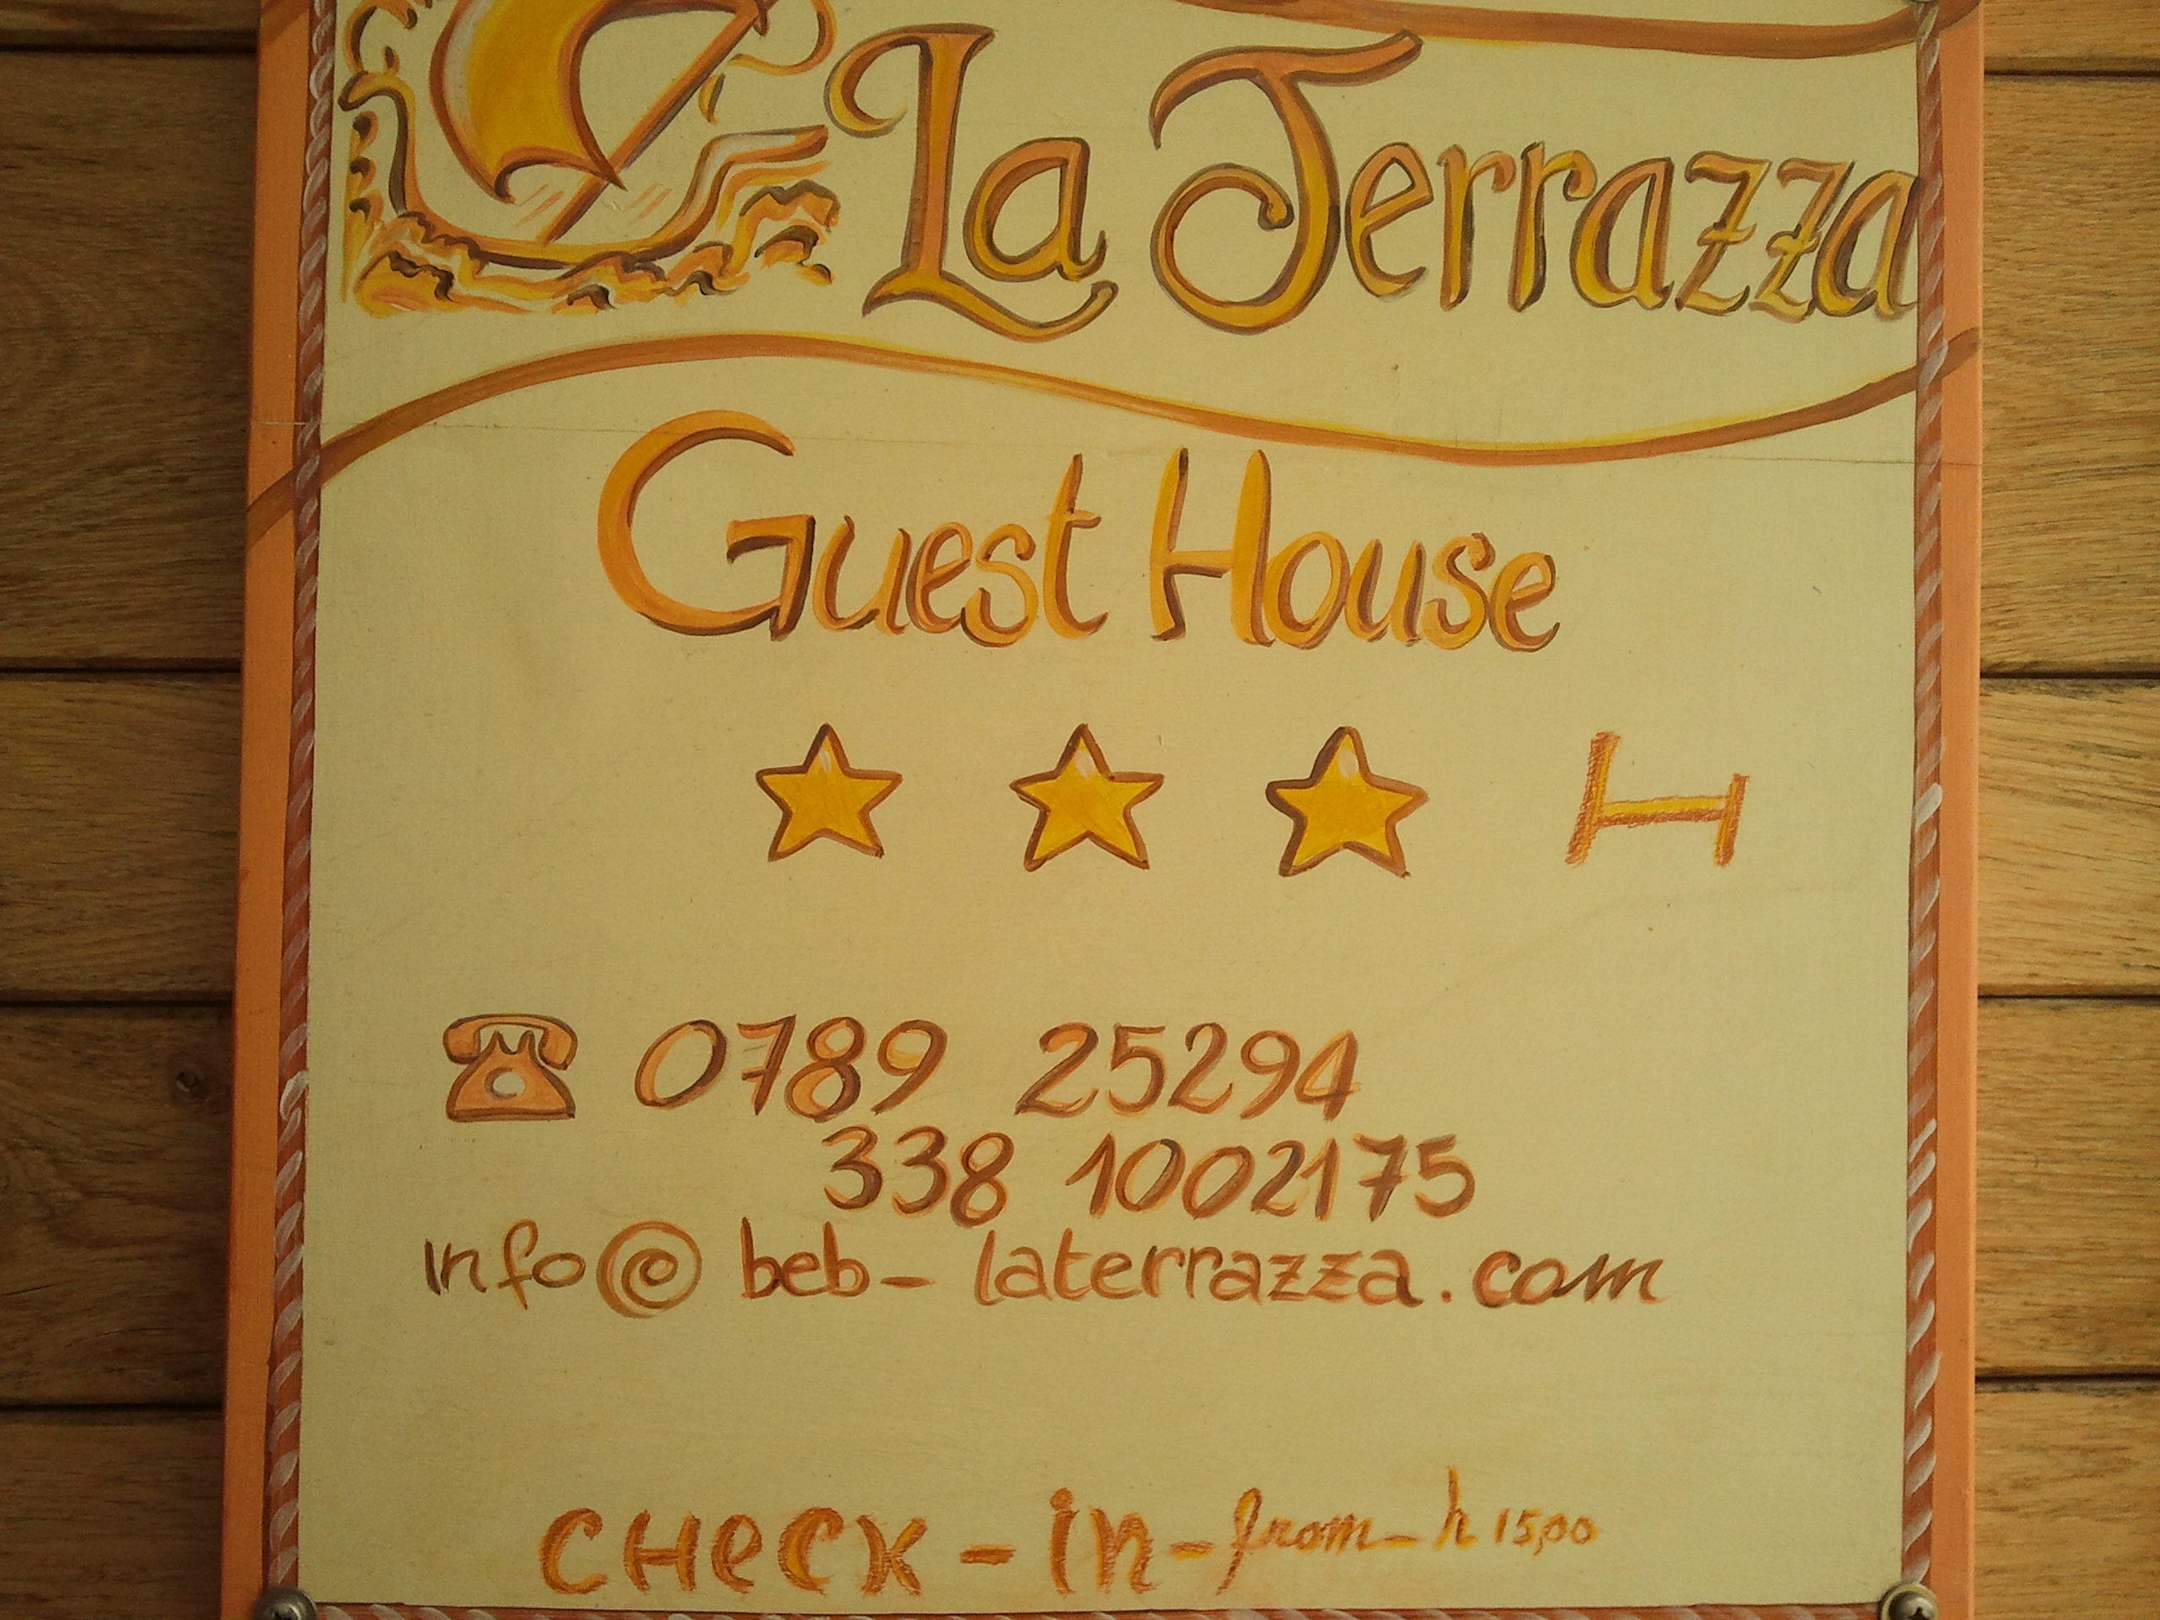 La Terrazza
Guest House
0789 25294
338 1002175
info@beb-laterrazza.com
CHeCK-in-from-h 15,00